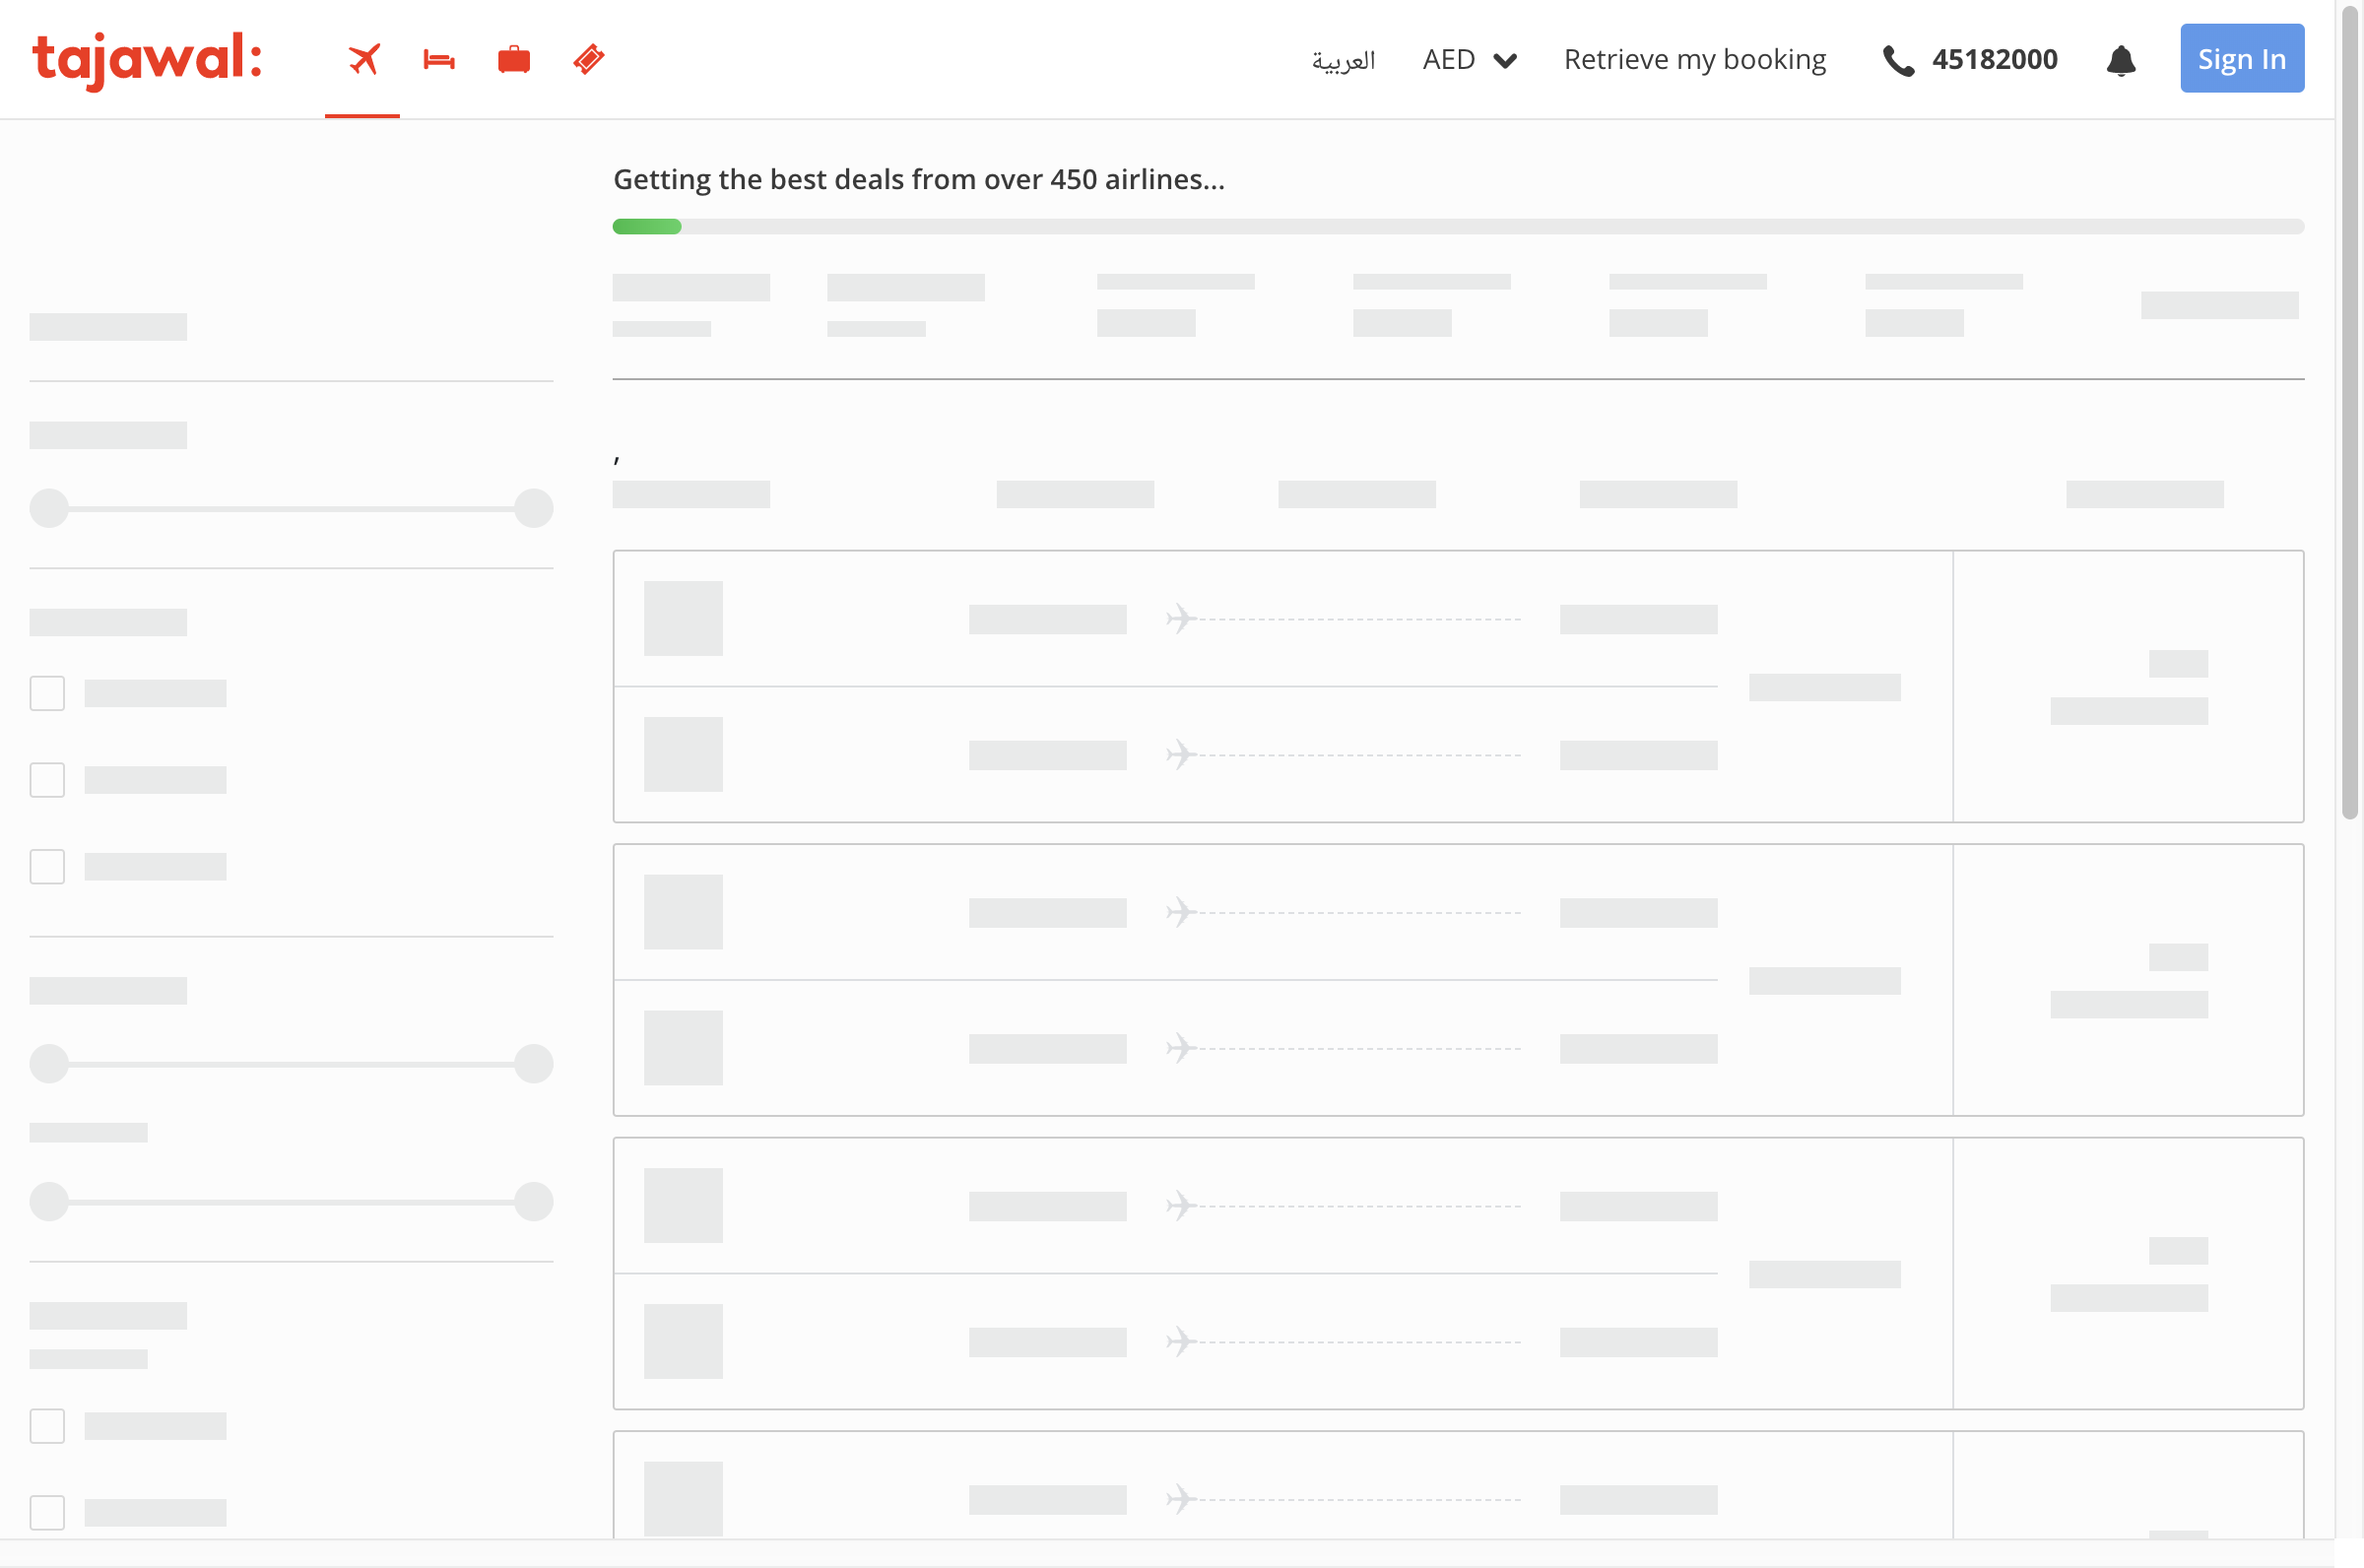 tajawal:
العربية
AED
Retrieve my booking
45182000
Sign In
Getting the best deals from over 450 airlines...
,